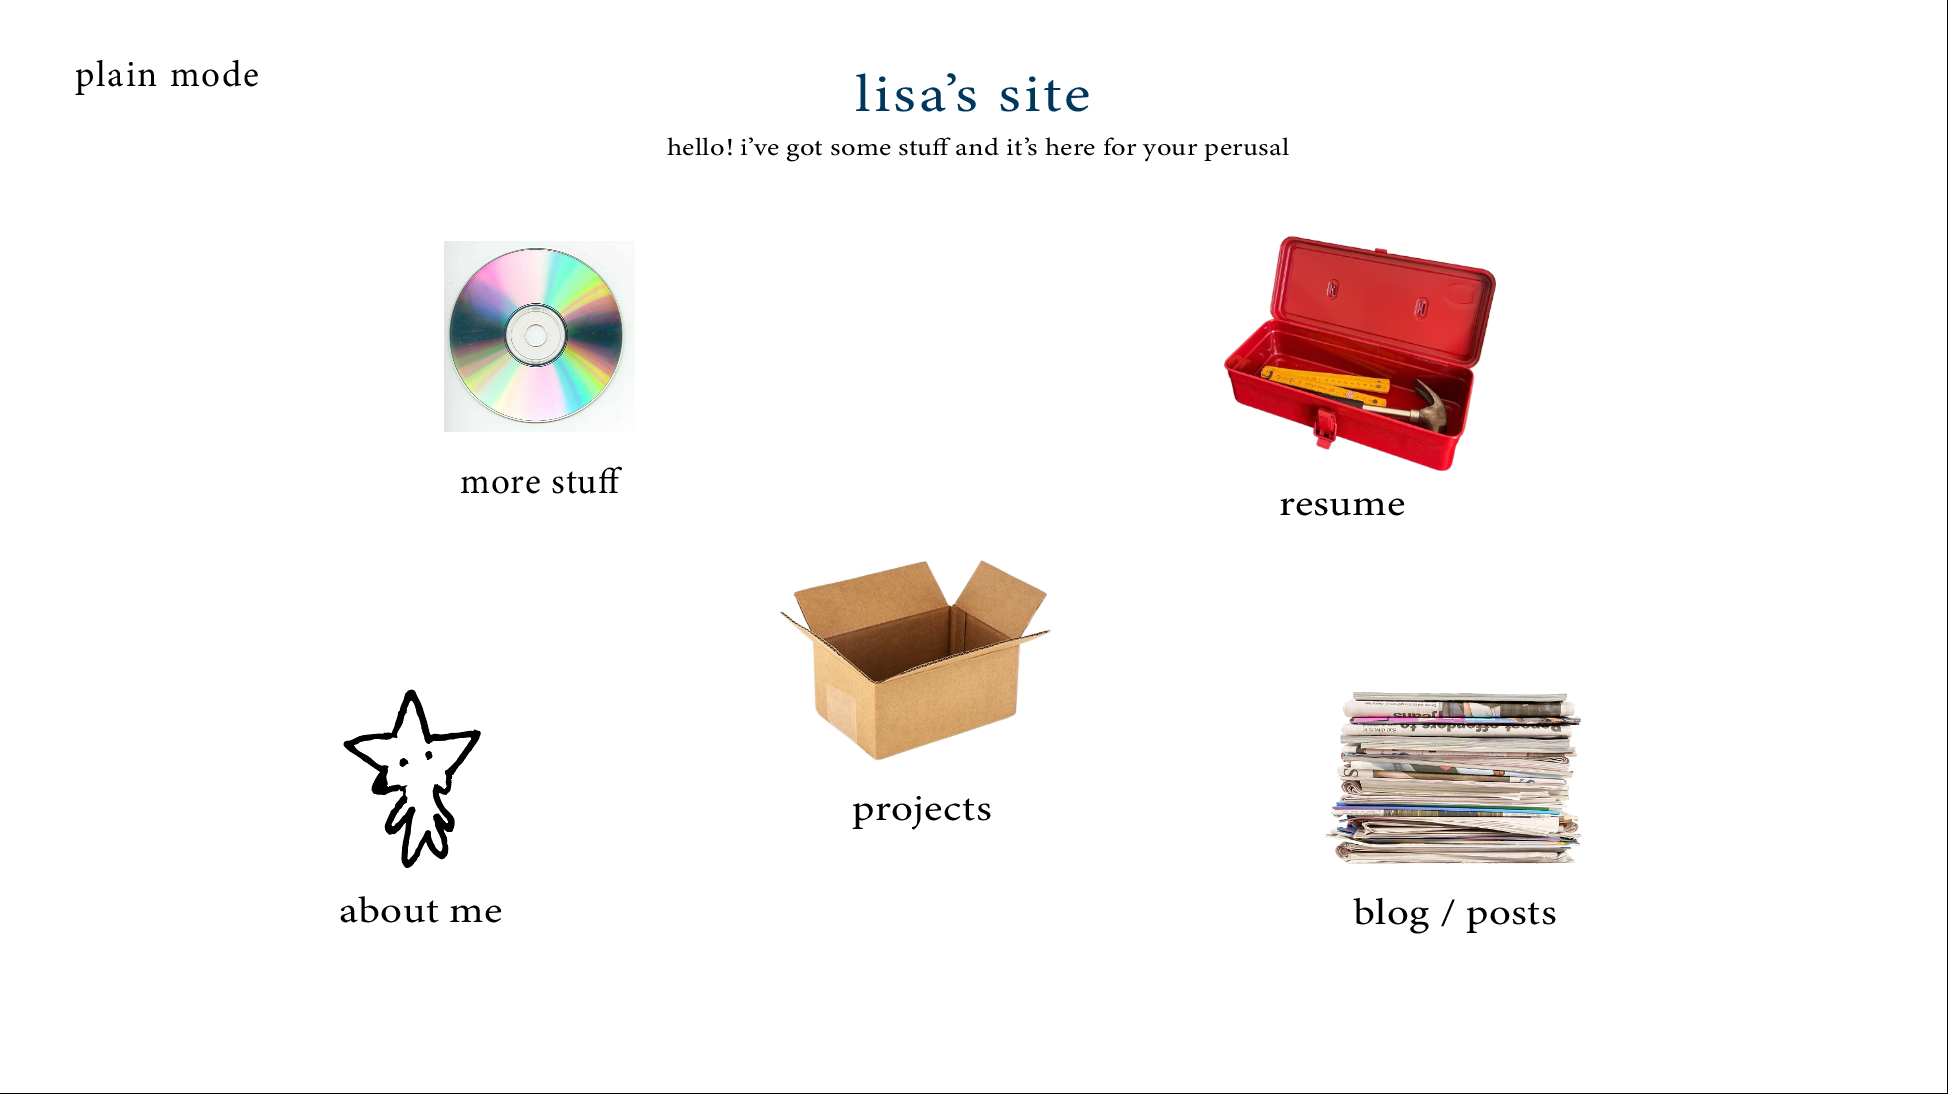 plain mode
lisa’s site
hello! i’ve got some stuff and it’s here for your perusal
more stuff
resume
projects
about me
blog / posts